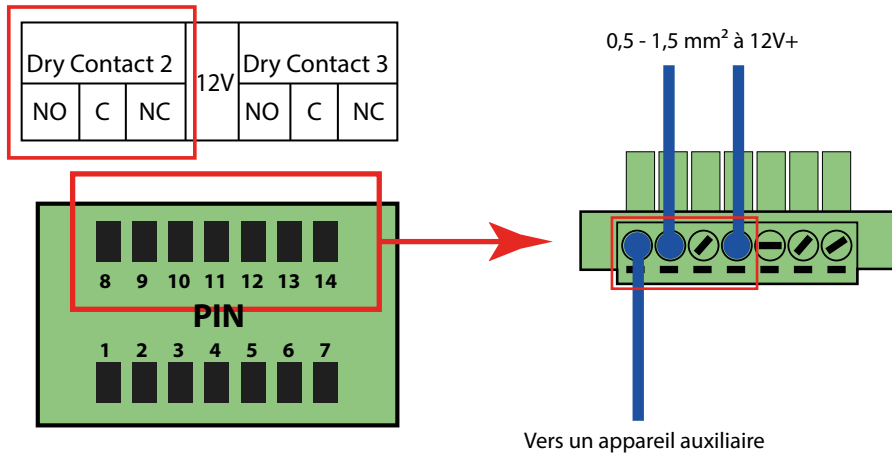 Dry Contact 2 12V Dry Contact 3
NO C NC NO C NC
0,5 - 1,5 mm² à 12V+
8 9 10 11 12 13 14
PIN
1 2 3 4 5 6 7
Vers un appareil auxiliaire